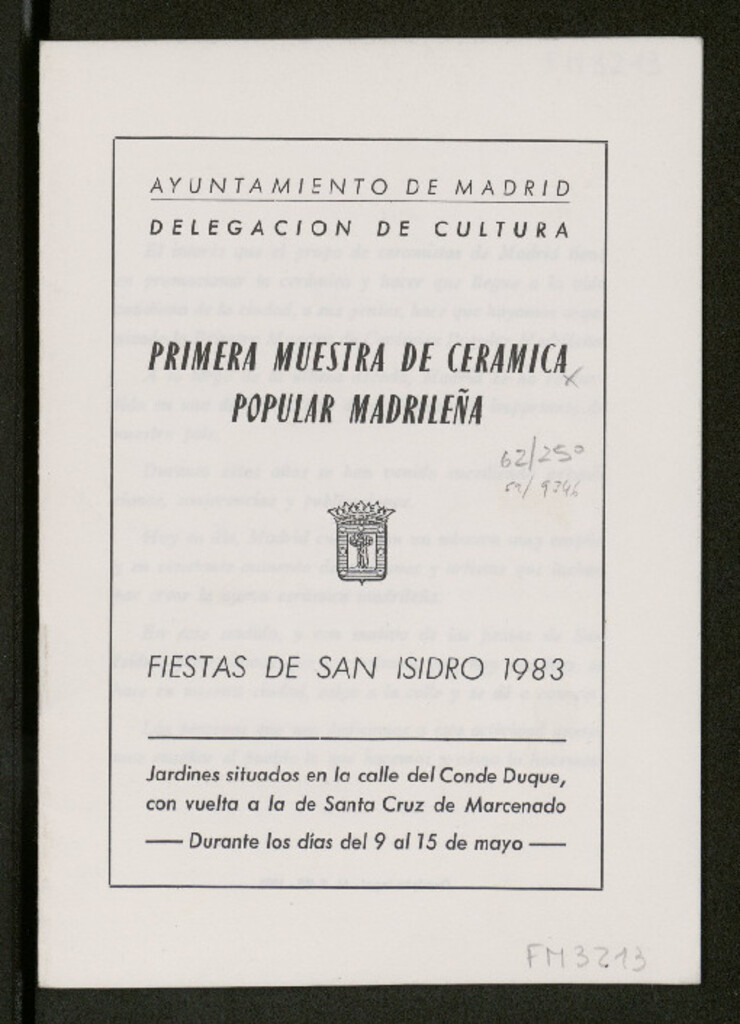 AYUNTAMIENTO DE MADRID
DELEGACION DE CULTURA
PRIMERA MUESTRA DE CERAMICA
POPULAR MADRILEÑA
62/250
FIESTAS DE SAN ISIDRO 1983
Jardines situados en la calle del Conde Duque,
con vuelta a la de Santa Cruz de Marcenado
— Durante los días del 9 al 15 de mayo —
FM3213